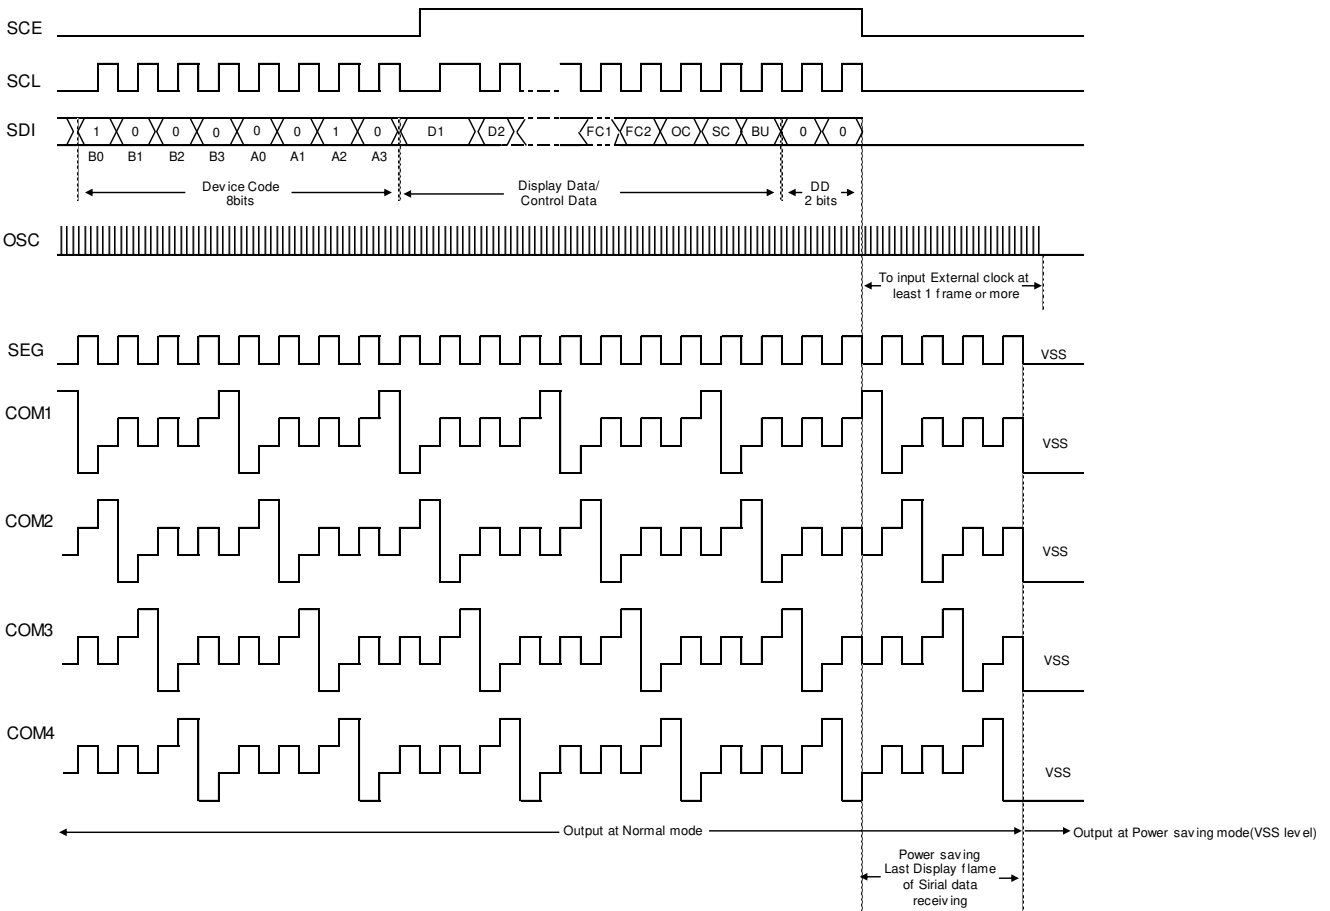 SCE
SCL
SDI
1 0 0 0 0 0 1 0 D1 D2 FC1 FC2 OC SC BU 0 0
B0 B1 B2 B3 A0 A1 A2 A3
Device Code
8bits
Display Data/
Control Data
DD
2 bits
OSC
To input External clock at
least 1 frame or more
SEG
VSS
COM1
VSS
COM2
VSS
COM3
VSS
COM4
VSS
Output at Normal mode
Output at Power saving mode(VSS level)
Power saving
Last Display flame
of Sirial data
receiving